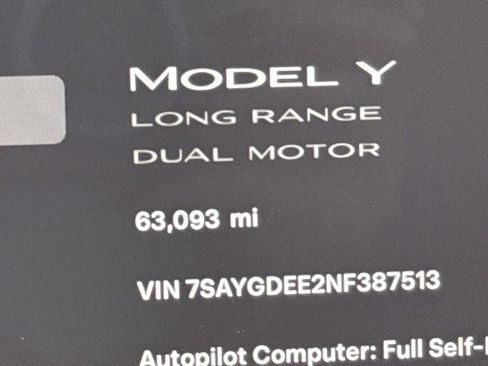 MODEL Y
LONG RANGE
DUAL MOTOR
63,093 mi
VIN 7SAYGDEE2NF387513
Autopilot Computer: Full Self-